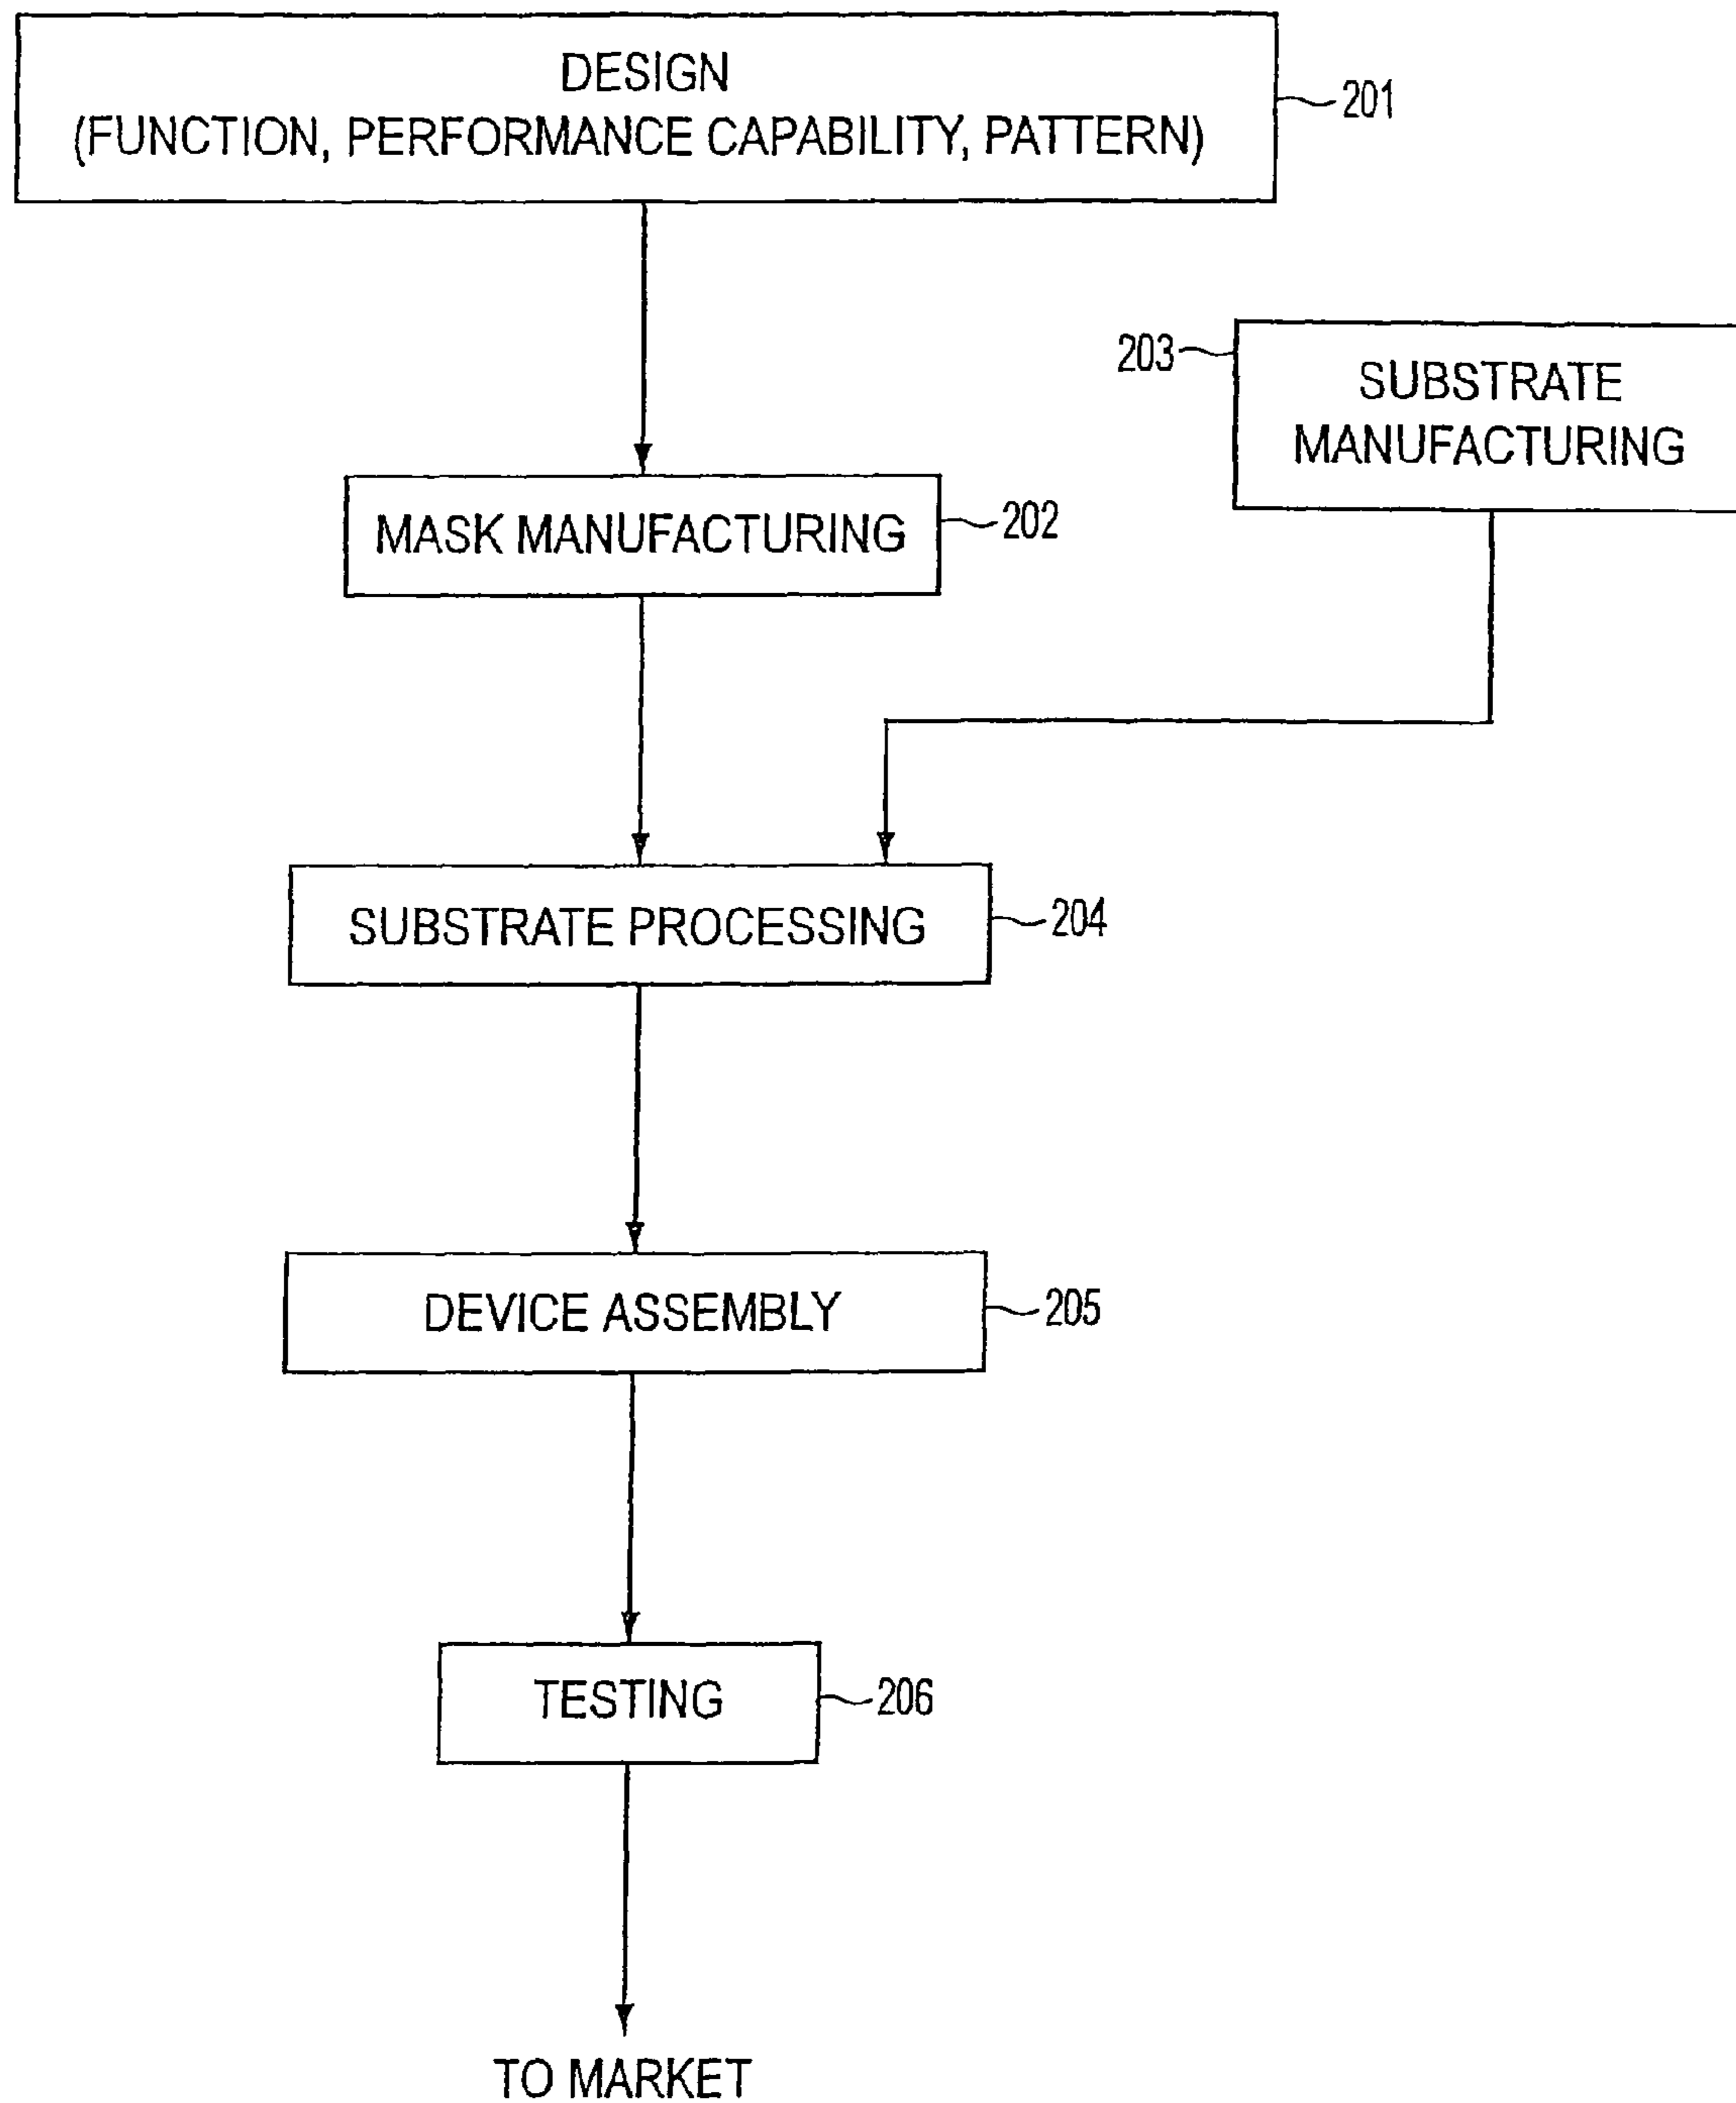 DESIGN
(FUNCTION, PERFORMANCE CAPABILITY, PATTERN)
201
203
SUBSTRATE
MANUFACTURING
MASK MANUFACTURING
202
SUBSTRATE PROCESSING
204
DEVICE ASSEMBLY
205
TESTING
206
TO MARKET